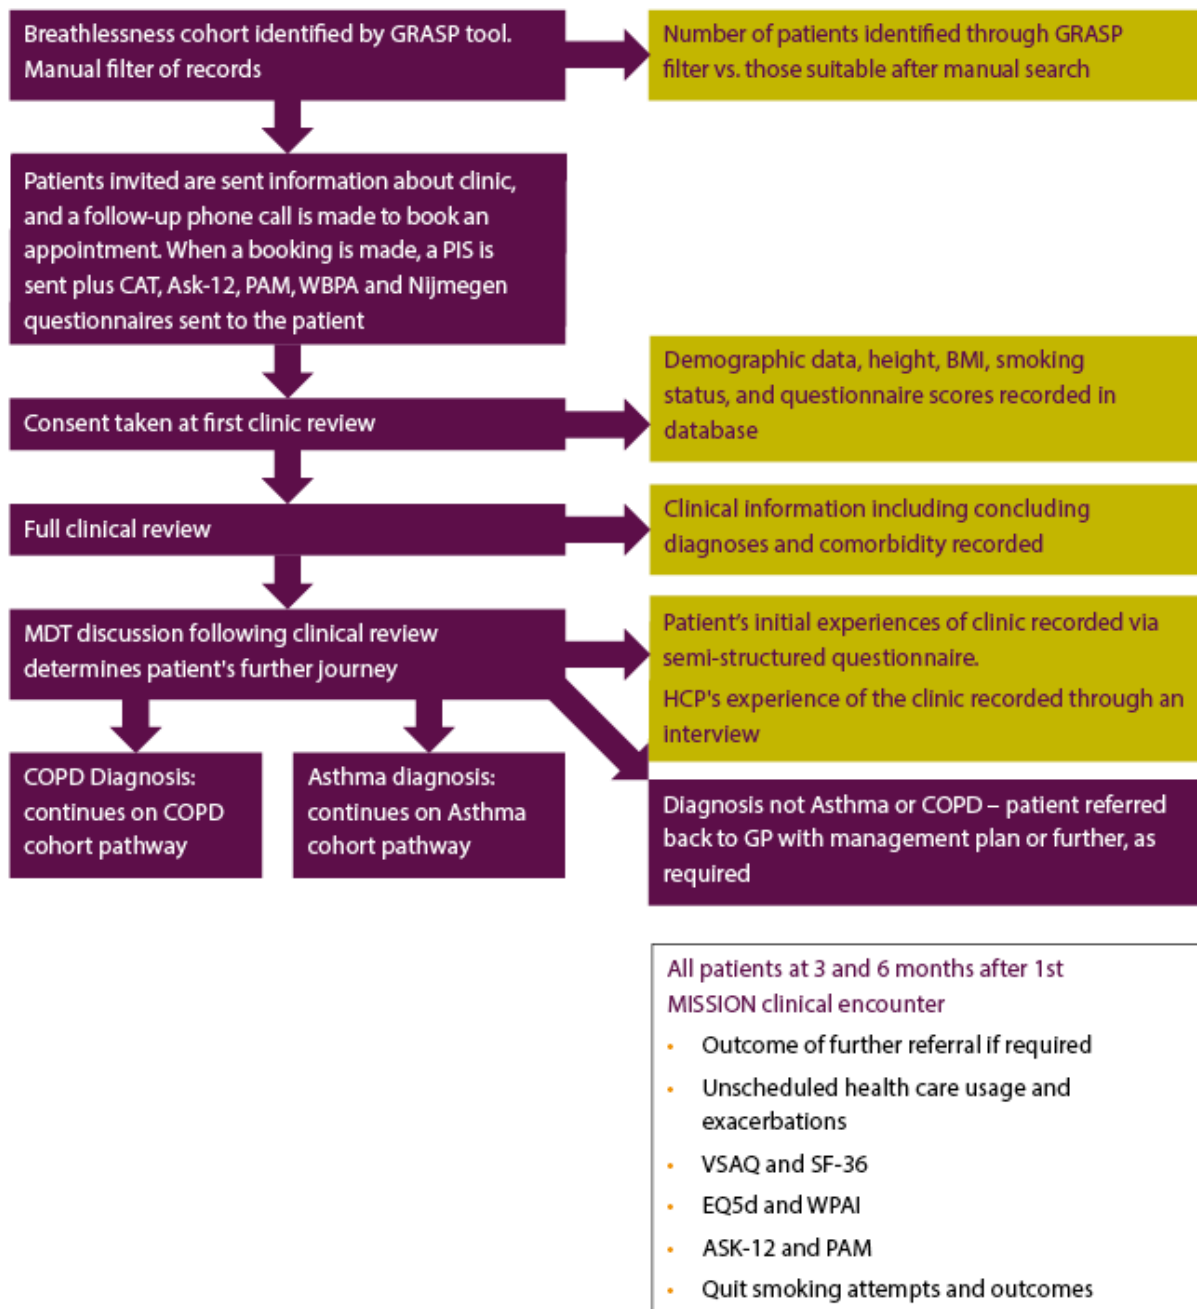 Breathlessness cohort identified by GRASP tool.
Manual filter of records
Number of patients identified through GRASP
filter vs. those suitable after manual search
Patients invited are sent information about clinic,
and a follow-up phone call is made to book an
appointment. When a booking is made, a PIS is
sent plus CAT, Ask-12, PAM, WBPA and Nijmegen
questionnaires sent to the patient
Demographic data, height, BMI, smoking
status, and questionnaire scores recorded in
database
Consent taken at first clinic review
Full clinical review
Clinical information including concluding
diagnoses and comorbidity recorded
MDT discussion following clinical review
determines patient's further journey
Patient’s initial experiences of clinic recorded via
semi-structured questionnaire.
HCP's experience of the clinic recorded through an
interview
COPD Diagnosis:
continues on COPD
cohort pathway
Asthma diagnosis:
continues on Asthma
cohort pathway
Diagnosis not Asthma or COPD – patient referred
back to GP with management plan or further, as
required
All patients at 3 and 6 months after 1st
MISSION clinical encounter
• Outcome of further referral if required
• Unscheduled health care usage and
exacerbations
• VSAQ and SF-36
• EQ5d and WPAI
• ASK-12 and PAM
• Quit smoking attempts and outcomes